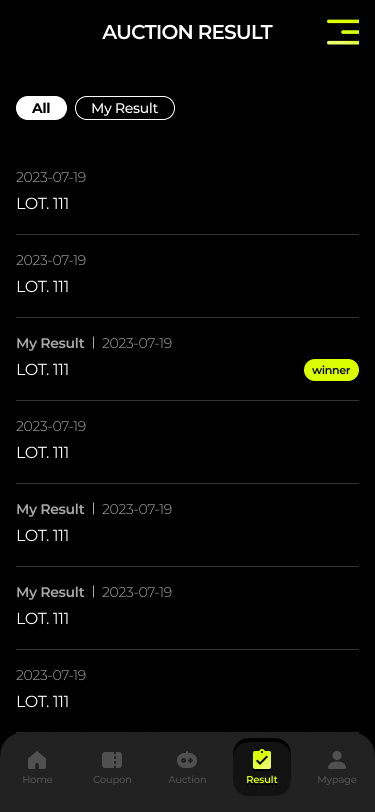 AUCTION RESULT
All
My Result
2023-07-19
LOT. 111
2023-07-19
LOT. 111
My Result | 2023-07-19
LOT. 111
winner
2023-07-19
LOT. 111
My Result | 2023-07-19
LOT. 111
My Result | 2023-07-19
LOT. 111
2023-07-19
LOT. 111
Home
Coupon
Auction
Result
Mypage